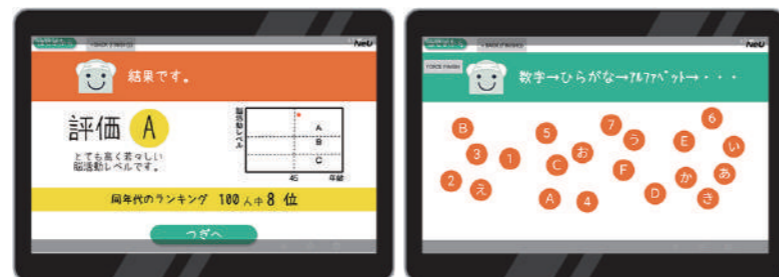 NeU
結果です。
評価 A
とても高く若々しい
脳活動レベルです。
脳活動レベル
A
B
C
45 年齢
同年代のランキング 100人中8位
つぎへ
NeU
FORCE FINISH
数字→ひらがな→アルファベット→・・・
B
5
7
6
3
1
お
う
E
い
C
F
2
え
か
あ
A
4
D
き